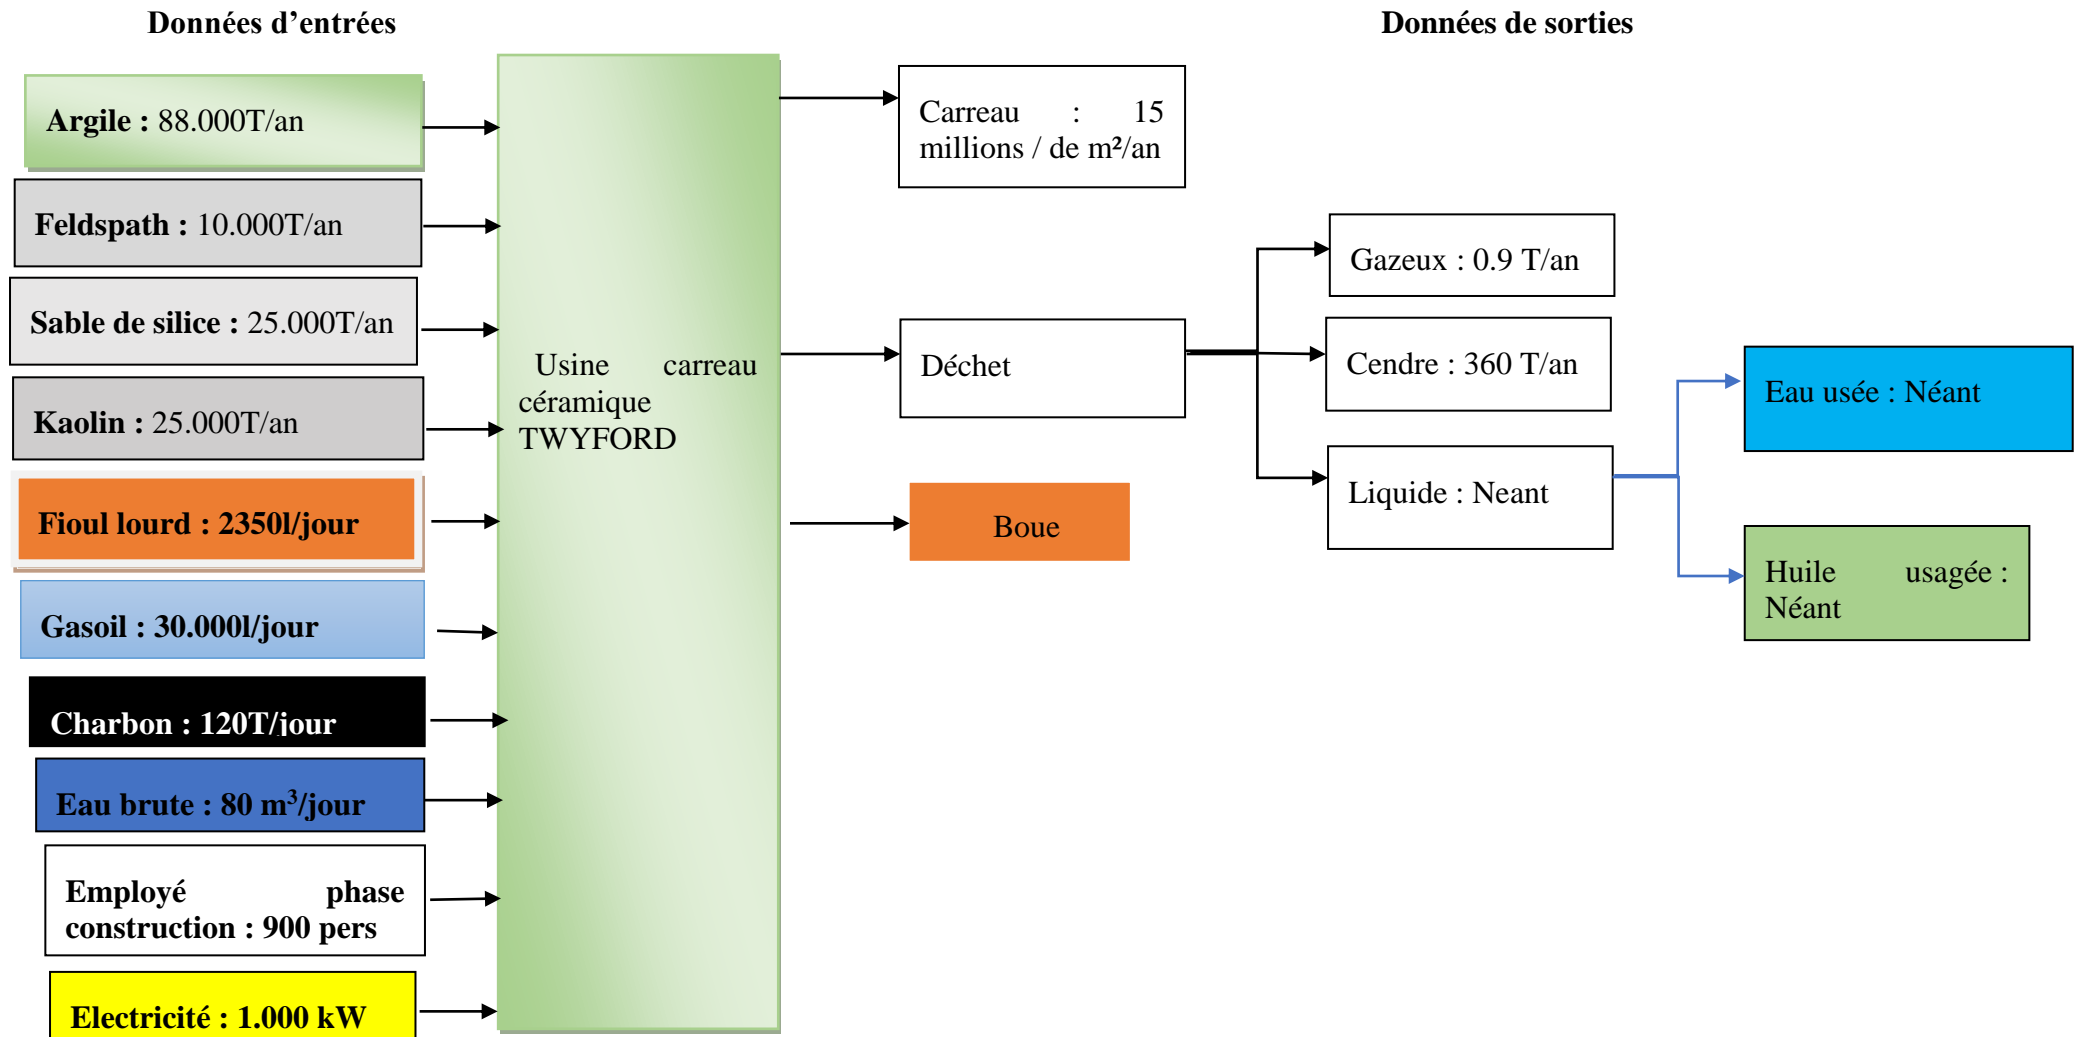 Données d’entrées
Données de sorties
Argile : 88.000T/an
Feldspath : 10.000T/an
Sable de silice : 25.000T/an
Kaolin : 25.000T/an
Fioul lourd : 2350l/jour
Gasoil : 30.000l/jour
Charbon : 120T/jour
Eau brute : 80 m³/jour
Employé phase
construction : 900 pers
Electricité : 1.000 kW
Usine carreau
céramique
TWYFORD
Carreau : 15
millions / de m²/an
Déchet
Boue
Gazeux : 0.9 T/an
Cendre : 360 T/an
Liquide : Neant
Eau usée : Néant
Huile usagée :
Néant